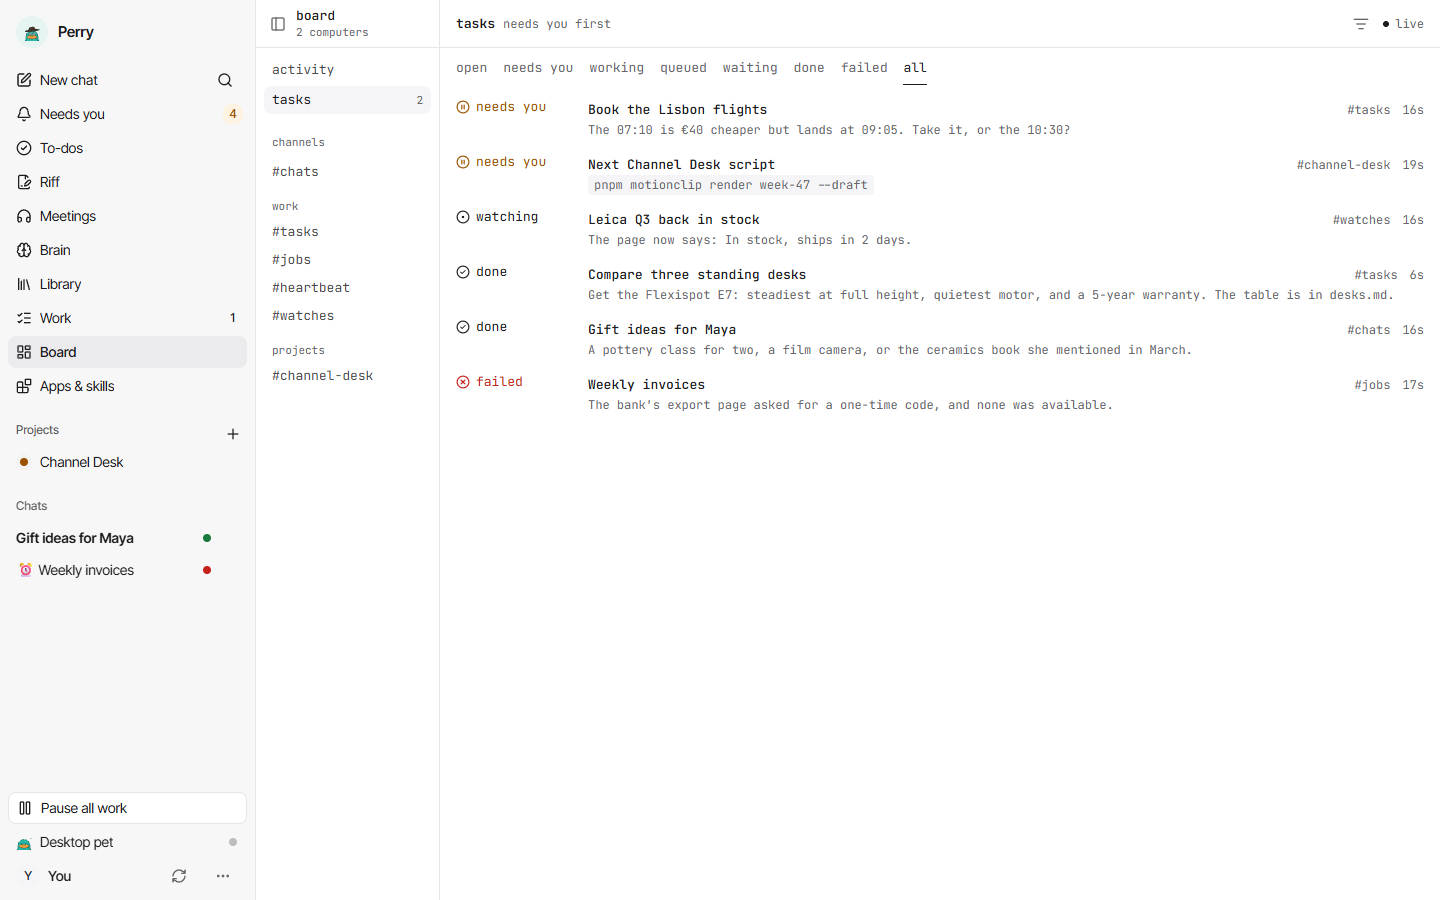 Perry
New chat
Needs you 4
To-dos
Riff
Meetings
Brain
Library
Work 1
Board
Apps & skills
Projects
Channel Desk
Chats
Gift ideas for Maya
Weekly invoices
Pause all work
Desktop pet
Y You
board
2 computers
activity
tasks 2
channels
#chats
work
#tasks
#jobs
#heartbeat
#watches
projects
#channel-desk
tasks needs you first
live
open needs you working queued waiting done failed all
needs you Book the Lisbon flights #tasks 16s
The 07:10 is €40 cheaper but lands at 09:05. Take it, or the 10:30?
needs you Next Channel Desk script #channel-desk 19s
pnpm motionclip render week-47 --draft
watching Leica Q3 back in stock #watches 16s
The page now says: In stock, ships in 2 days.
done Compare three standing desks #tasks 6s
Get the Flexispot E7: steadiest at full height, quietest motor, and a 5-year warranty. The table is in desks.md.
done Gift ideas for Maya #chats 16s
A pottery class for two, a film camera, or the ceramics book she mentioned in March.
failed Weekly invoices #jobs 17s
The bank's export page asked for a one-time code, and none was available.